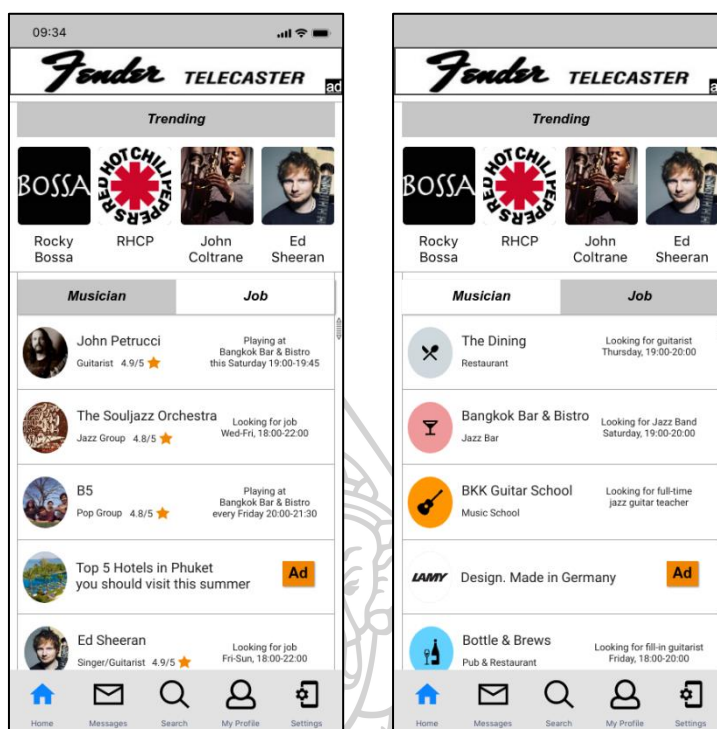 09:34
Fender TELECASTER
ad
Trending
BOSSA
RED HOT CHILI PEPPERS
Rocky Bossa
RHCP
John Coltrane
Ed Sheeran
Musician
Job
John Petrucci
Guitarist 4.9/5
Playing at
Bangkok Bar & Bistro
this Saturday 19:00-19:45
The Souljazz Orchestra
Jazz Group 4.8/5
Looking for job
Wed-Fri, 18:00-22:00
B5
Pop Group 4.8/5
Playing at
Bangkok Bar & Bistro
every Friday 20:00-21:30
Top 5 Hotels in Phuket
you should visit this summer
Ad
Ed Sheeran
Singer/Guitarist 4.9/5
Looking for job
Fri-Sun, 18:00-22:00
Home
Messages
Search
My Profile
Settings
Fender TELECASTER
Trending
BOSSA
RED HOT CHILI PEPPERS
Rocky Bossa
RHCP
John Coltrane
Ed Sheeran
Musician
Job
The Dining
Restaurant
Looking for guitarist
Thursday, 19:00-20:00
Bangkok Bar & Bistro
Jazz Bar
Looking for Jazz Band
Saturday, 19:00-20:00
BKK Guitar School
Music School
Looking for full-time
jazz guitar teacher
LAMY
Design. Made in Germany
Ad
Bottle & Brews
Pub & Restaurant
Looking for fill-in guitarist
Friday, 18:00-20:00
Home
Messages
Search
My Profile
Settings